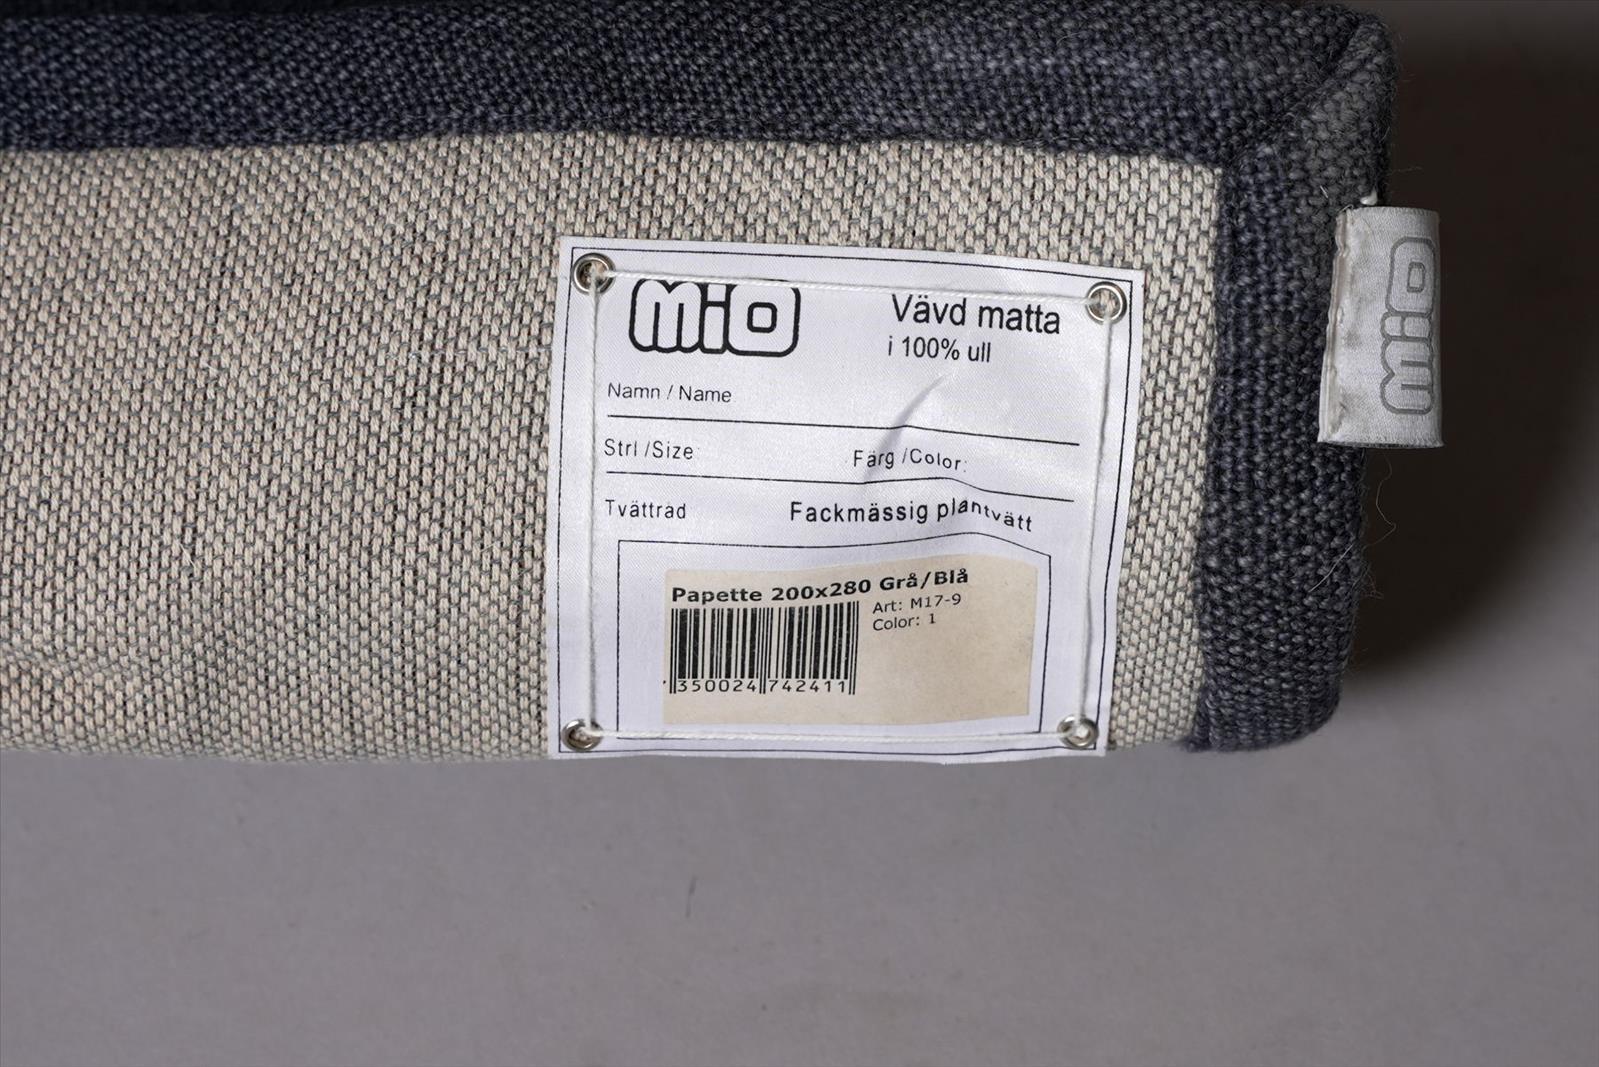 mio
Vävd matta
i 100% ull
Namn / Name
Strl /Size
Färg /Color:
Tvättråd
Fackmässig plantvätt
Papette 200x280 Grå/Blå
Art: M17-9
Color: 1
350024 742411
mio